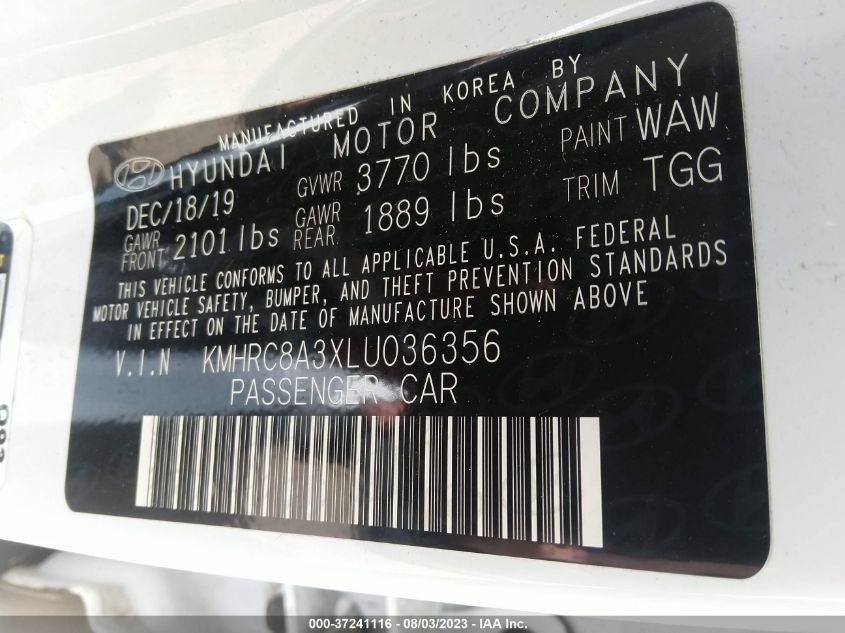 MANUFACTURED IN KOREA BY
HYUNDAI MOTOR COMPANY
DEC/18/19 GVWR 3770 lbs PAINT WAW
GAWR FRONT 2101 lbs GAWR REAR. 1889 lbs TRIM TGG
THIS VEHICLE CONFORMS TO ALL APPLICABLE U.S.A. FEDERAL
MOTOR VEHICLE SAFETY, BUMPER, AND THEFT PREVENTION STANDARDS
IN EFFECT ON THE DATE OF MANUFACTURE SHOWN ABOVE
V.I.N KMHRC8A3XLU036356
PASSENGER CAR
000-37241116 - 08/03/2023 - IAA Inc.